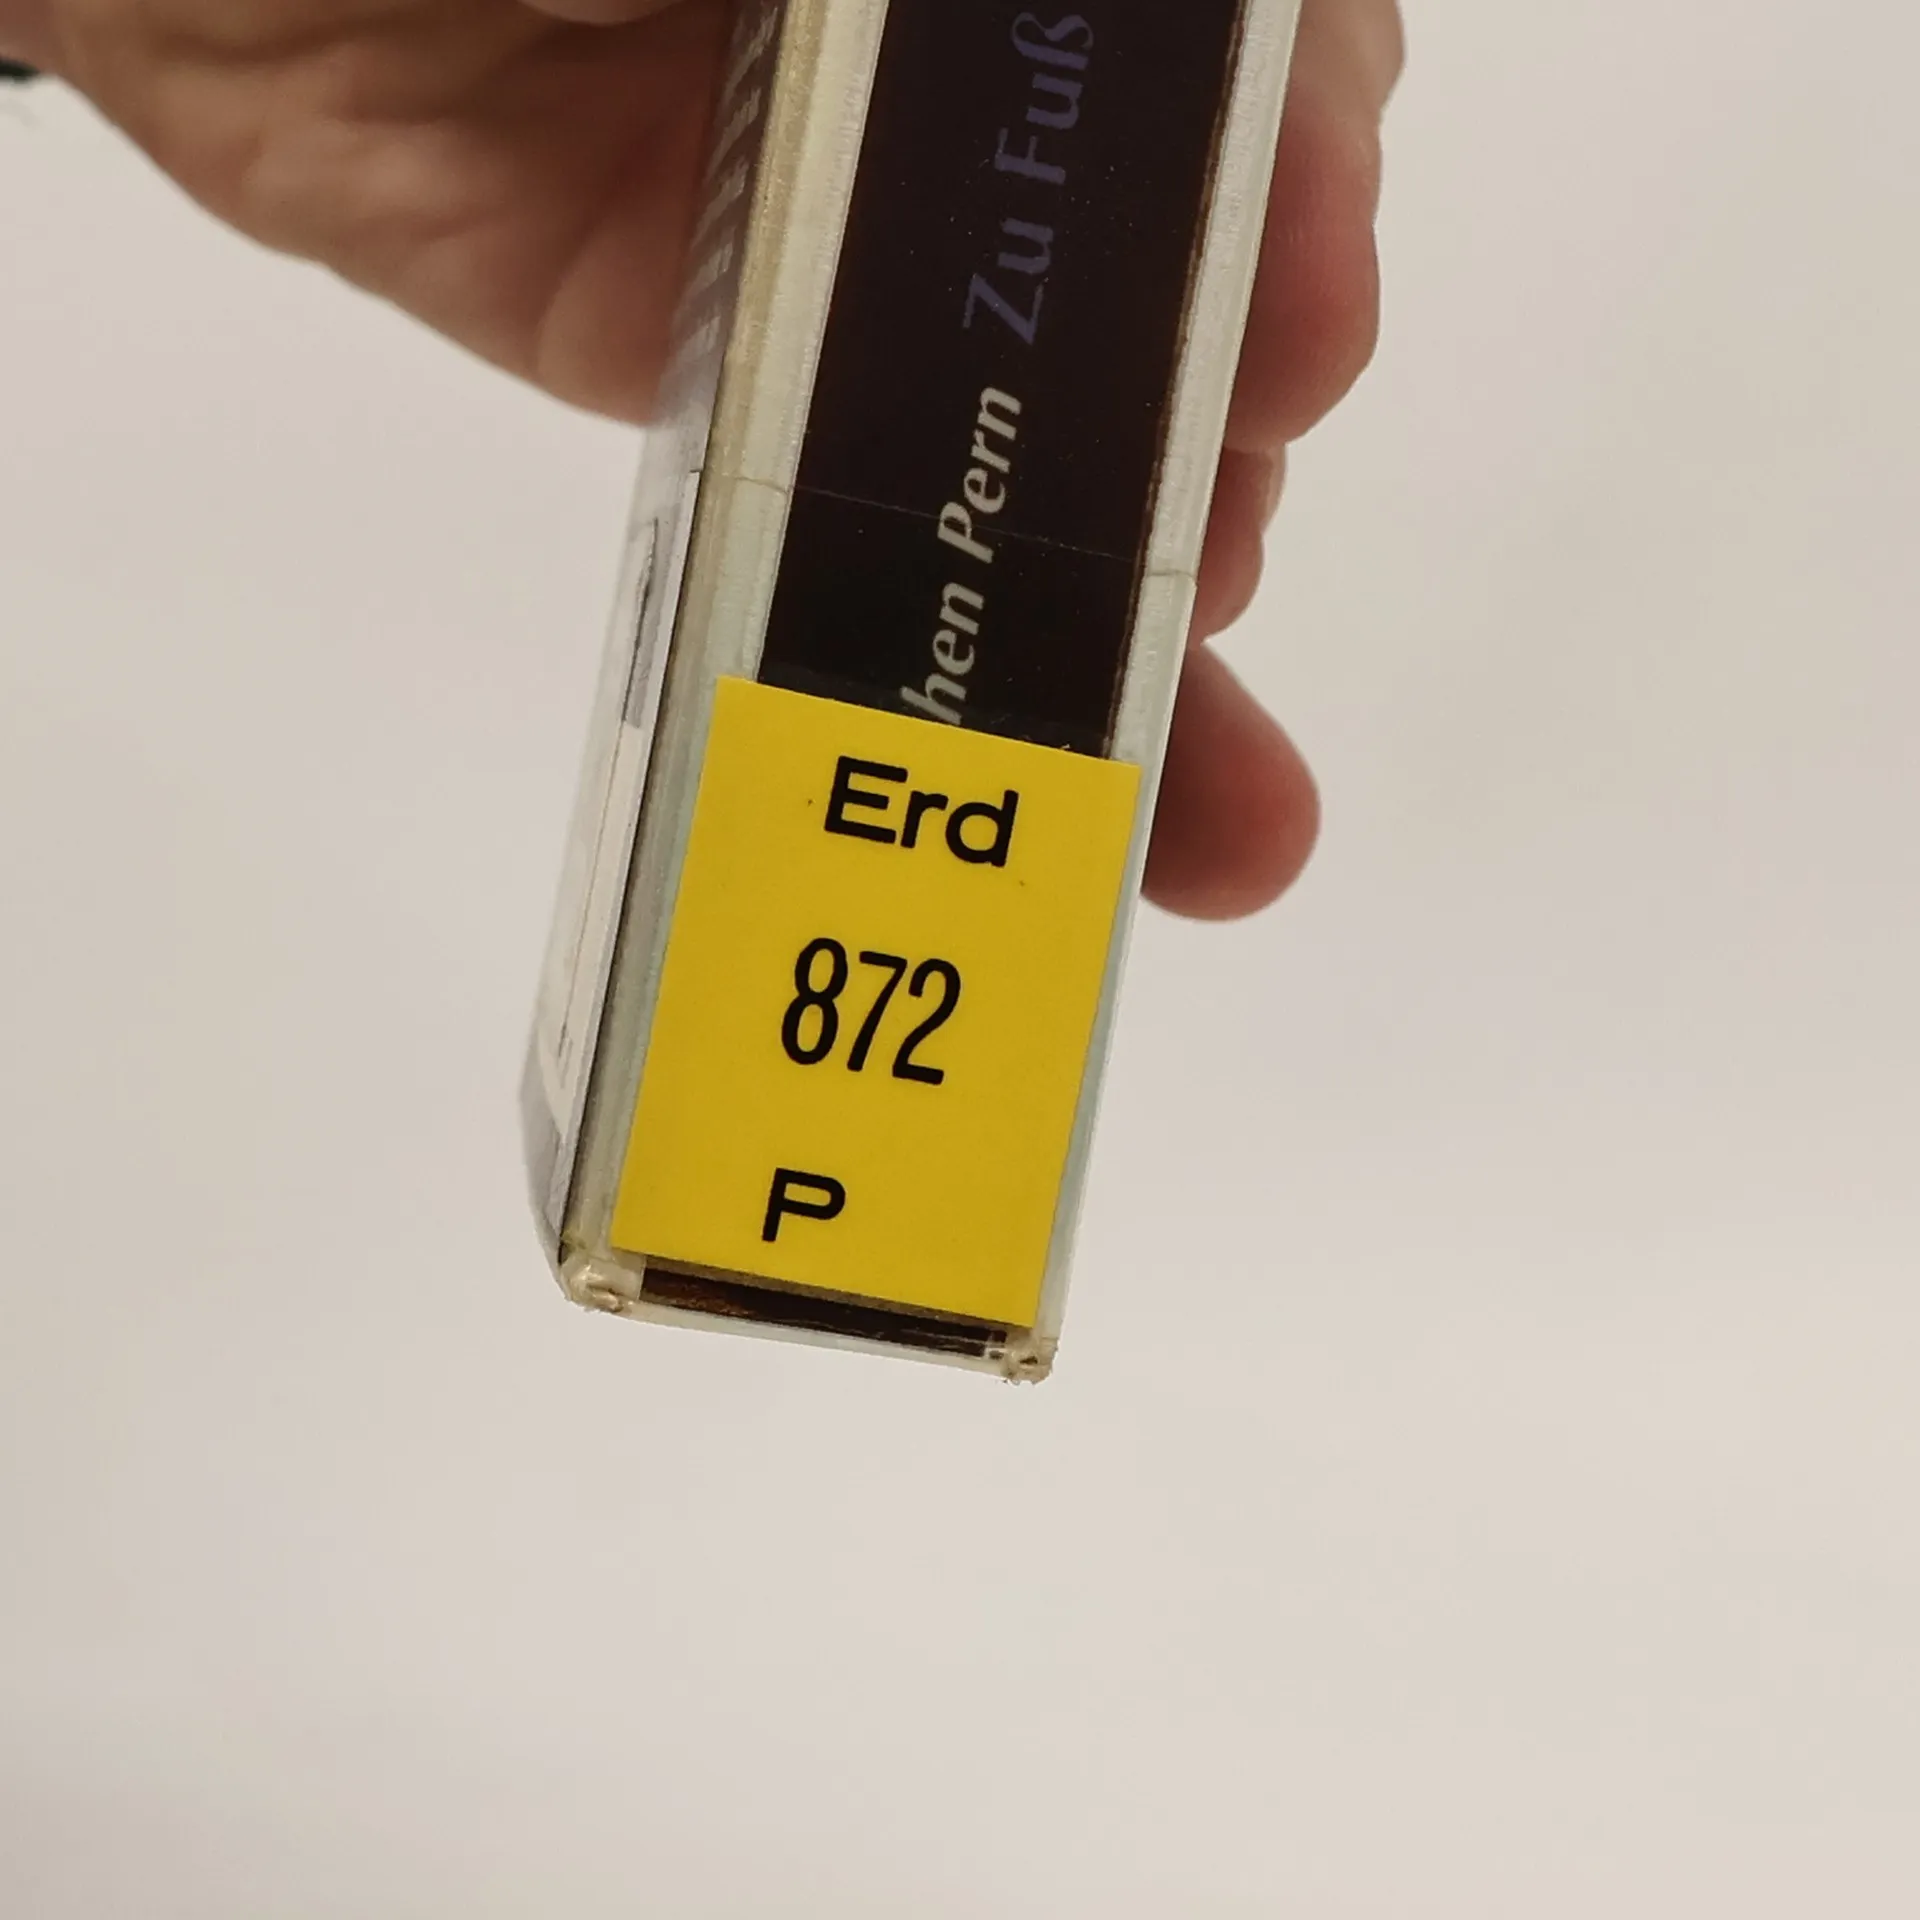 hen Pern Zu Fuß
Erd
872
P